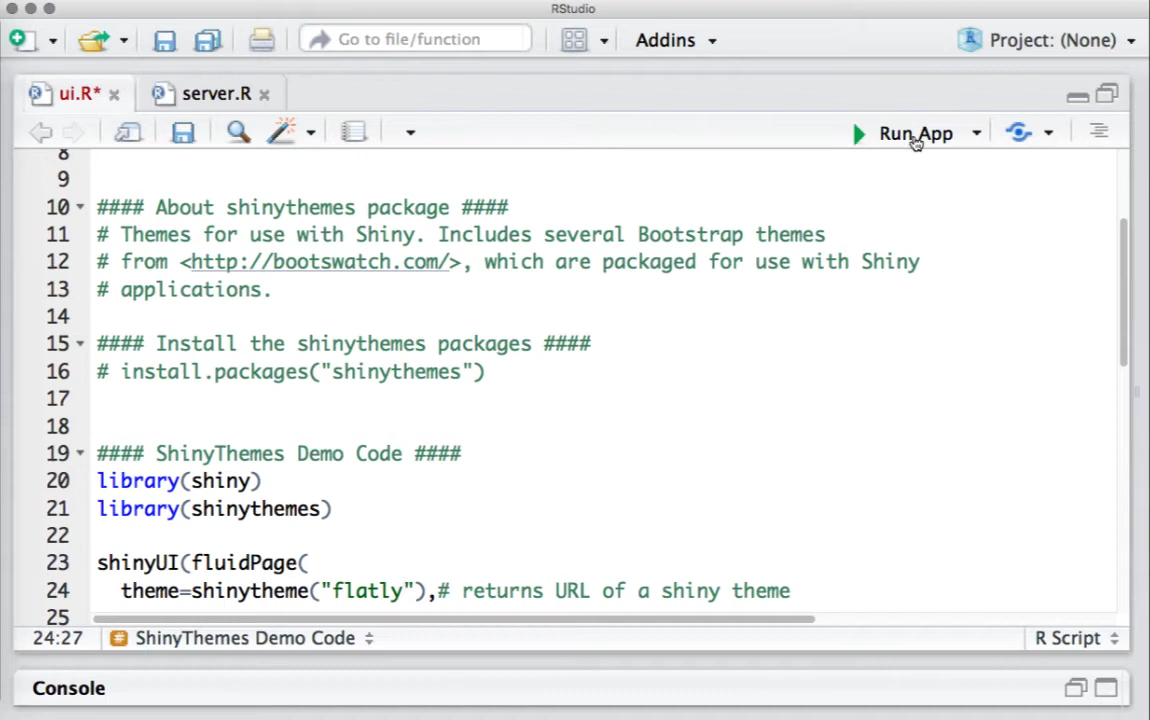 RStudio
Go to file/function
Addins
Project: (None)
ui.R*
server.R
Run App
8
9
10 #### About shinythemes package ####
11 # Themes for use with Shiny. Includes several Bootstrap themes
12 # from <http://bootswatch.com/>, which are packaged for use with Shiny
13 # applications.
14
15 #### Install the shinythemes packages ####
16 # install.packages("shinythemes")
17
18
19 #### ShinyThemes Demo Code ####
20 library(shiny)
21 library(shinythemes)
22
23 shinyUI(fluidPage(
24 theme=shinytheme("flatly"),# returns URL of a shiny theme
25
24:27 # ShinyThemes Demo Code R Script
Console